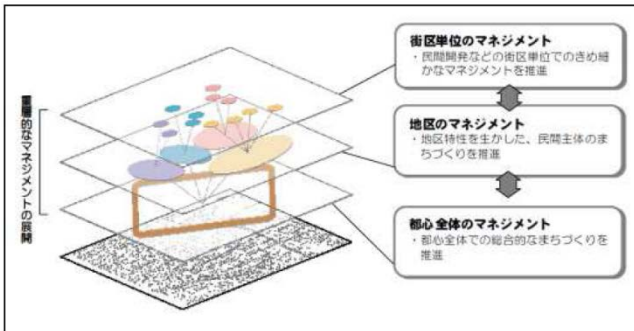 重層的なマネジメントの展開
街区単位のマネジメント
・民間開発などの街区単位でのきめ細
かなマネジメントを推進
地区のマネジメント
・地区特性を生かした、民間主体のま
ちづくりを推進
都心全体のマネジメント
・都心全体での総合的なまちづくりを
推進